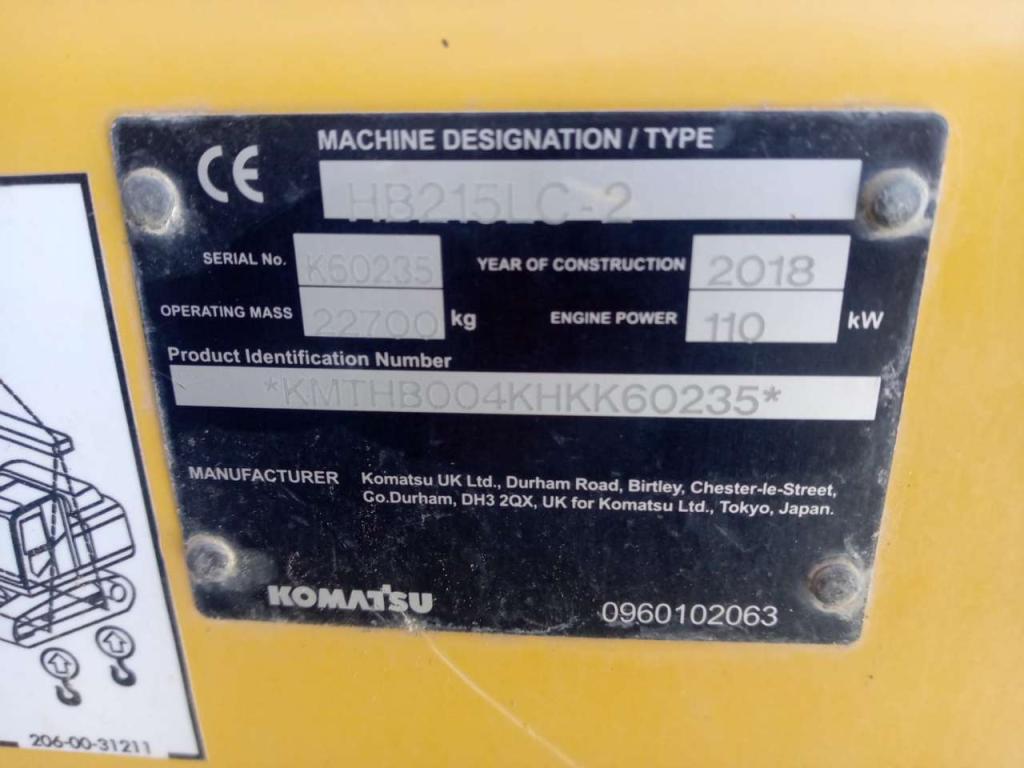 CE
MACHINE DESIGNATION / TYPE
HB215LC-2
SERIAL No. K60235 YEAR OF CONSTRUCTION 2018
OPERATING MASS 22700 kg ENGINE POWER 110 kW
Product Identification Number
*KMTHB004KHKK60235*
MANUFACTURER Komatsu UK Ltd., Durham Road, Birtley, Chester-le-Street,
Co.Durham, DH3 2QX, UK for Komatsu Ltd., Tokyo, Japan.
KOMATSU 0960102063
206-00-31211